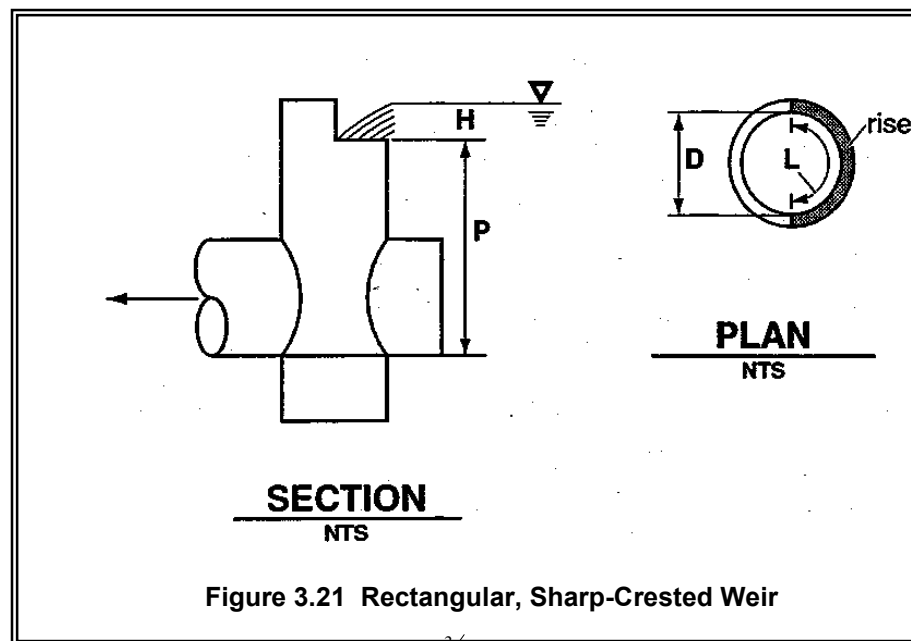 H
P
D
L
rise
PLAN
NTS
SECTION
NTS
Figure 3.21 Rectangular, Sharp-Crested Weir